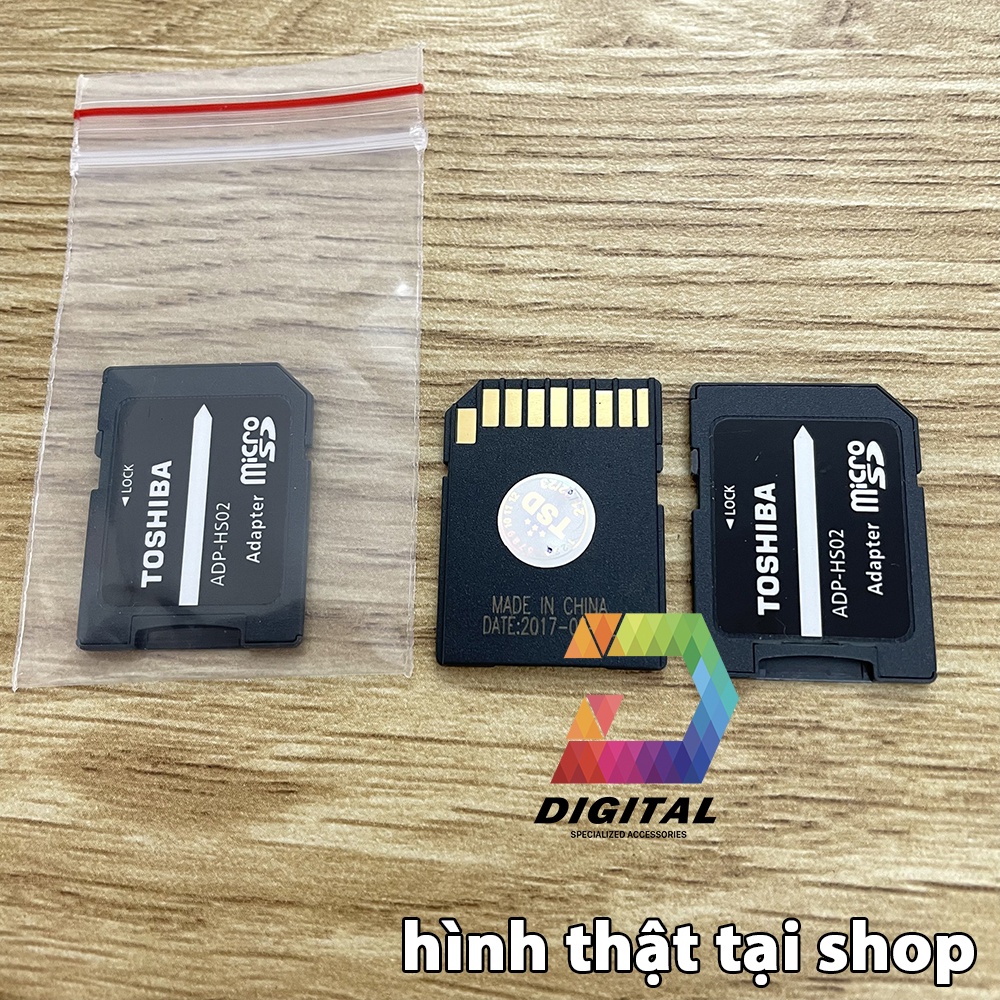 ◄LOCK
TOSHIBA
ADP-HS02
Adapter micro SD
TSD
MADE IN CHINA
DATE:2017-0
◄LOCK
TOSHIBA
ADP-HS02
Adapter micro SD
DIGITAL
SPECIALIZED ACCESSORIES
hình thật tại shop